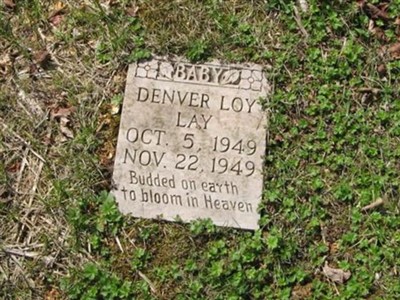 BABY
DENVER LOY
LAY
OCT. 5, 1949
NOV. 22, 1949
Budded on earth
to bloom in Heaven